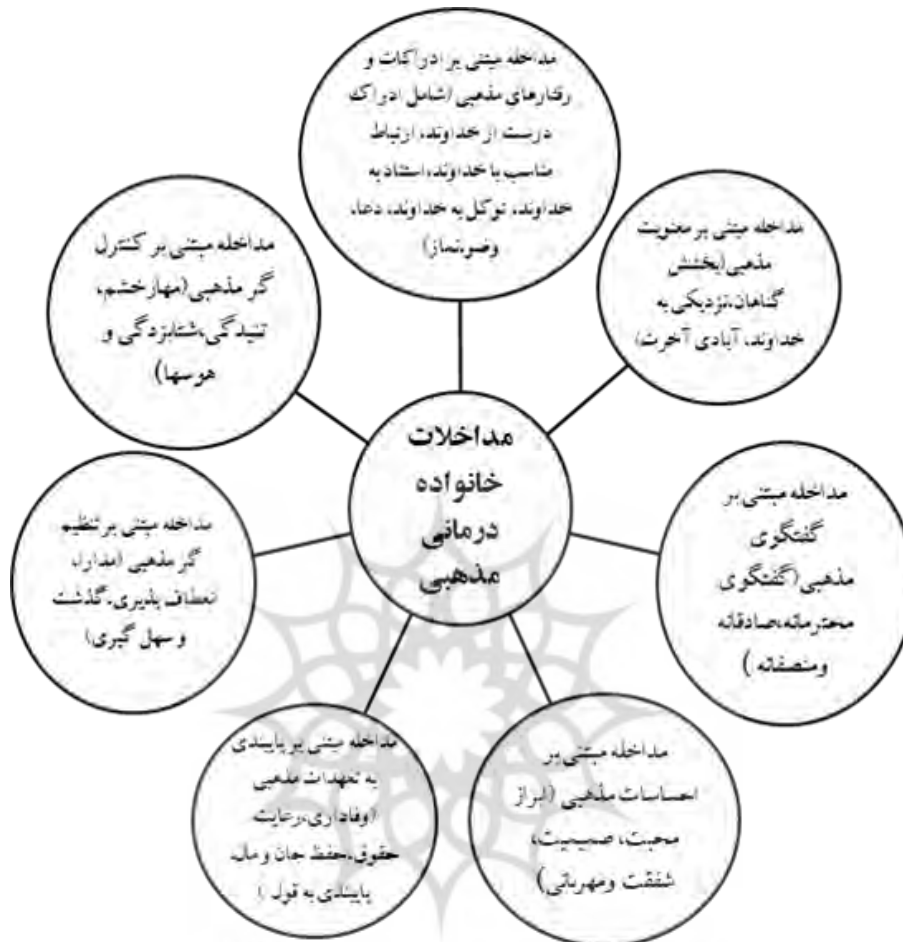 مداخله مبتنی بر ادراکات و
رفتارهای مذهبی (شامل ادراک
درست از خداوند، ارتباط
مناسب با خداوند، استناد به
خداوند، توکل به خداوند، دعا،
وضو،نماز)
مداخله مبتنی بر معنویت
مذهبی(بخشش
گناهان،نزدیکی به
خداوند، آبادی آخرت)
مداخله مبتنی بر
گفتگوی
مذهبی(گفتگوی
محترمانه،صادقانه
ومنصفانه )
مداخله مبتنی بر
احساسات مذهبی (ابراز
محبت، صمیمیت،
شفقت ومهربانی)
مداخله مبتنی بر پایبندی
به تعهدات مذهبی
(وفاداری،رعایت
حقوق،حفظ جان و مال،
پایبندی به قول )
مداخله مبتنی بر تنظیم
گر مذهبی (مدارا،
انعطاف پذیری،گذشت
و سهل گیری)
مداخله مبتنی بر کنترل
گر مذهبی(مهارخشم،
تنیدگی،شتابزدگی و
هوسها)
مداخلات
خانواده
درمانی
مذهبی